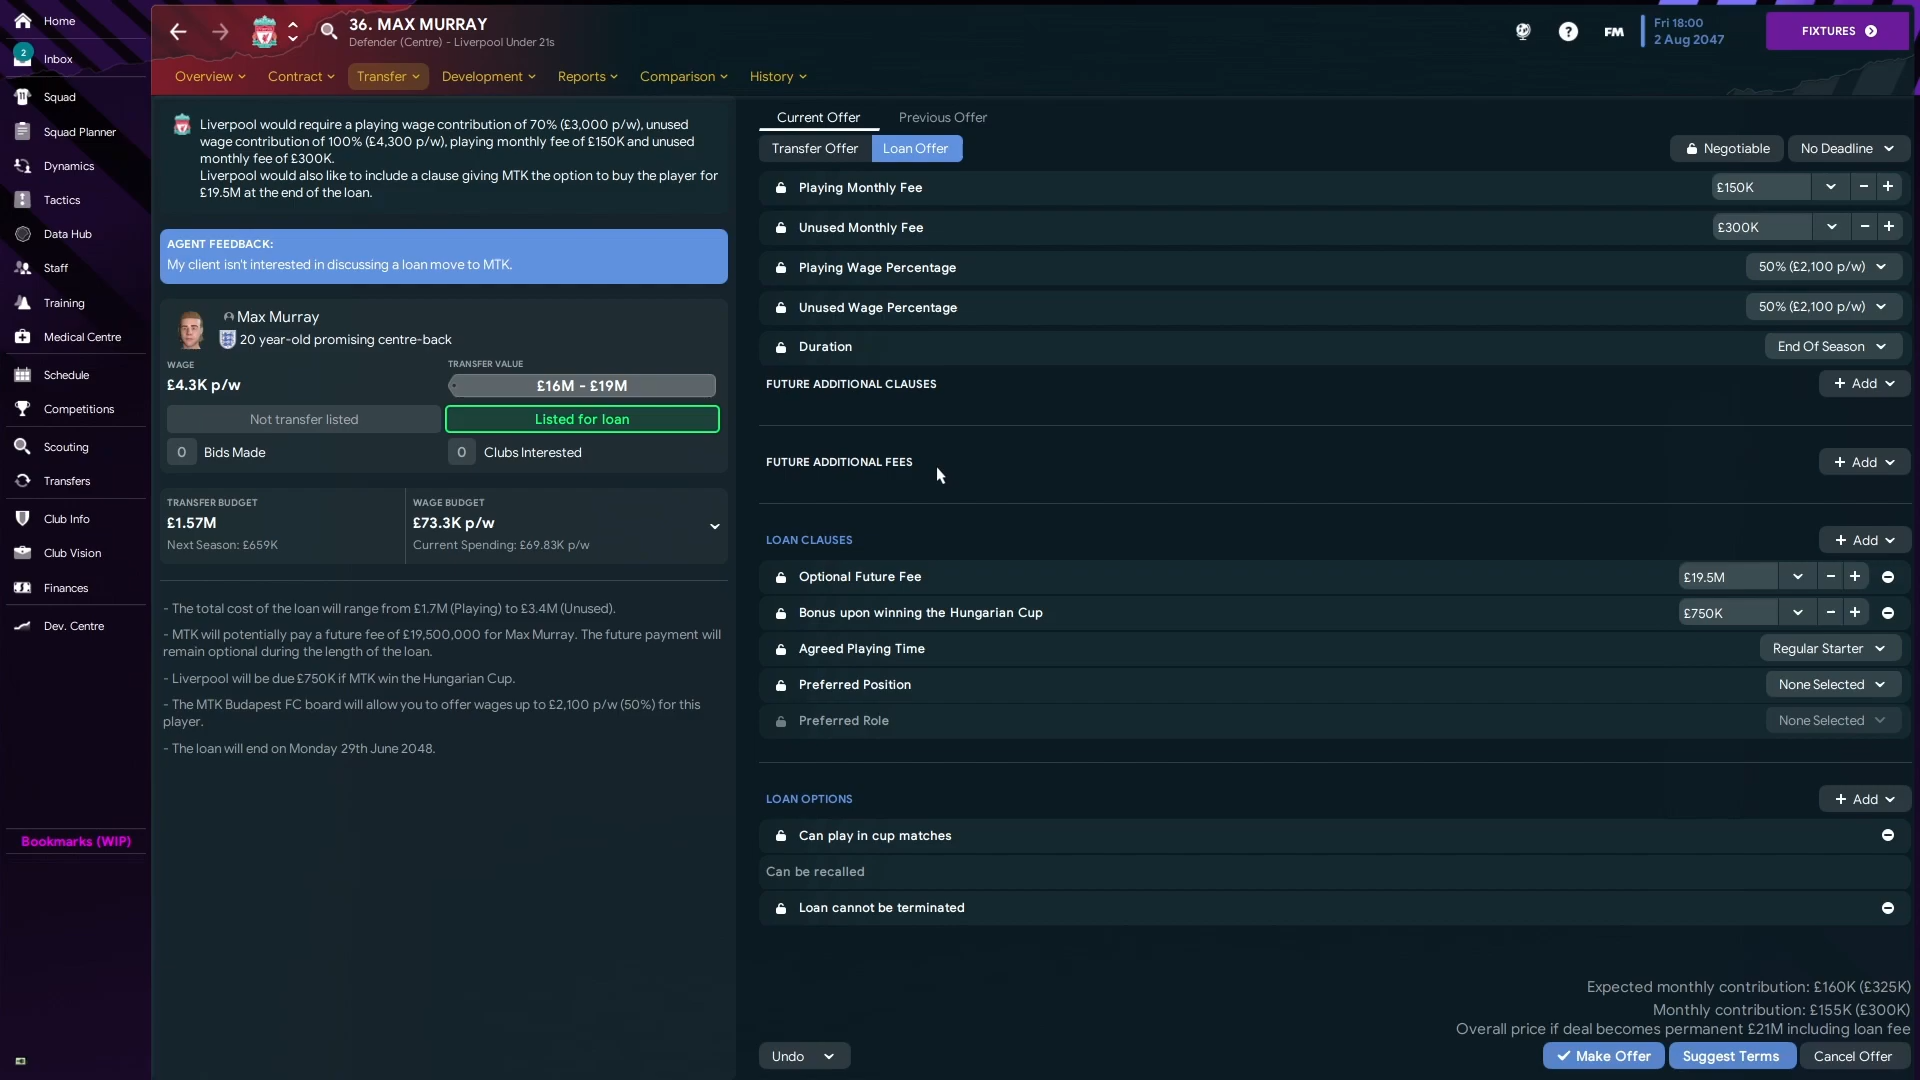 Home
2
Inbox
Squad
Squad Planner
Dynamics
Tactics
Data Hub
Staff
Training
Medical Centre
Schedule
Competitions
Scouting
Transfers
Club Info
Club Vision
Finances
Dev. Centre
Bookmarks (WIP)
36. MAX MURRAY
Defender (Centre) - Liverpool Under 21s
?
FM
Fri 18:00
2 Aug 2047
FIXTURES
Overview
Contract
Transfer
Development
Reports
Comparison
History
Liverpool would require a playing wage contribution of 70% (£3,000 p/w), unused
wage contribution of 100% (£4,300 p/w), playing monthly fee of £150K and unused
monthly fee of £300K.
Liverpool would also like to include a clause giving MTK the option to buy the player for
£19.5M at the end of the loan.
AGENT FEEDBACK:
My client isn't interested in discussing a loan move to MTK.
Max Murray
20 year-old promising centre-back
WAGE
£4.3K p/w
TRANSFER VALUE
£16M - £19M
Not transfer listed
Listed for loan
0 Bids Made
0 Clubs Interested
TRANSFER BUDGET
£1.57M
Next Season: £659K
WAGE BUDGET
£73.3K p/w
Current Spending: £69.83K p/w
- The total cost of the loan will range from £1.7M (Playing) to £3.4M (Unused).
- MTK will potentially pay a future fee of £19,500,000 for Max Murray. The future payment will
remain optional during the length of the loan.
- Liverpool will be due £750K if MTK win the Hungarian Cup.
- The MTK Budapest FC board will allow you to offer wages up to £2,100 p/w (50%) for this
player.
- The loan will end on Monday 29th June 2048.
Current Offer
Previous Offer
Transfer Offer
Loan Offer
Negotiable
No Deadline
Playing Monthly Fee
£150K
Unused Monthly Fee
£300K
Playing Wage Percentage
50% (£2,100 p/w)
Unused Wage Percentage
50% (£2,100 p/w)
Duration
End Of Season
FUTURE ADDITIONAL CLAUSES
+ Add
FUTURE ADDITIONAL FEES
+ Add
LOAN CLAUSES
+ Add
Optional Future Fee
£19.5M
Bonus upon winning the Hungarian Cup
£750K
Agreed Playing Time
Regular Starter
Preferred Position
None Selected
Preferred Role
None Selected
LOAN OPTIONS
+ Add
Can play in cup matches
Can be recalled
Loan cannot be terminated
Expected monthly contribution: £160K (£325K)
Monthly contribution: £155K (£300K)
Overall price if deal becomes permanent £21M including loan fee
Undo
Make Offer
Suggest Terms
Cancel Offer